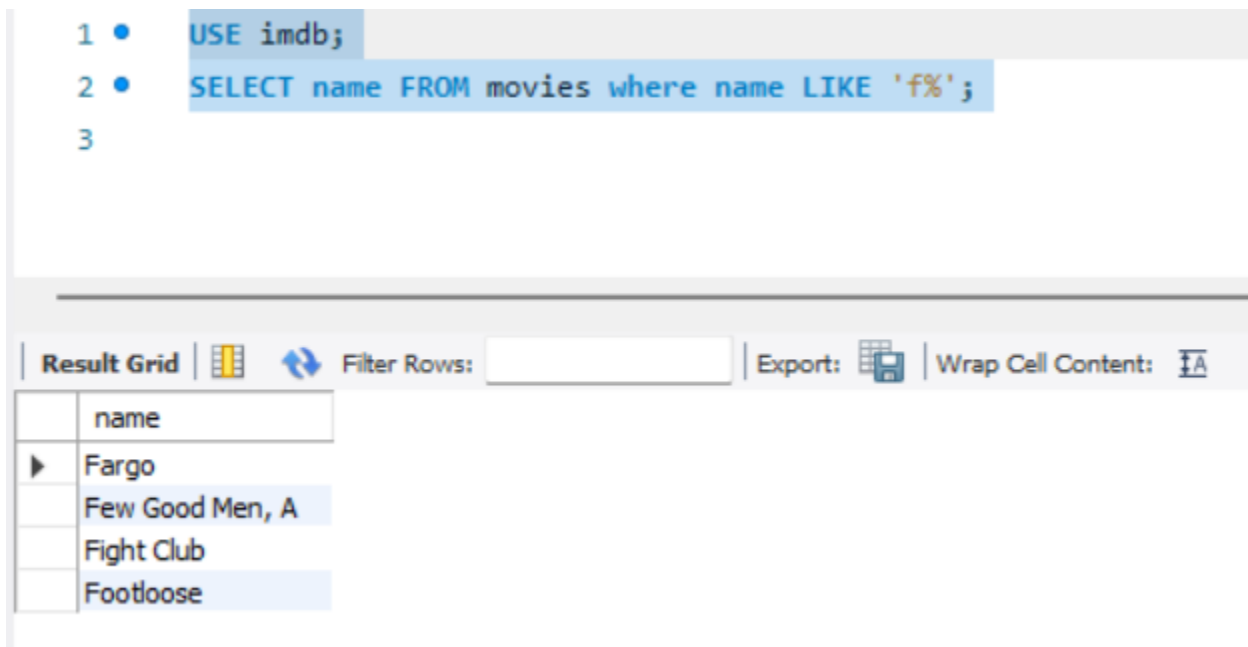 1 USE imdb;
2 SELECT name FROM movies where name LIKE 'f%';
3
Result Grid Filter Rows: Export: Wrap Cell Content: IA
name
Fargo
Few Good Men, A
Fight Club
Footloose